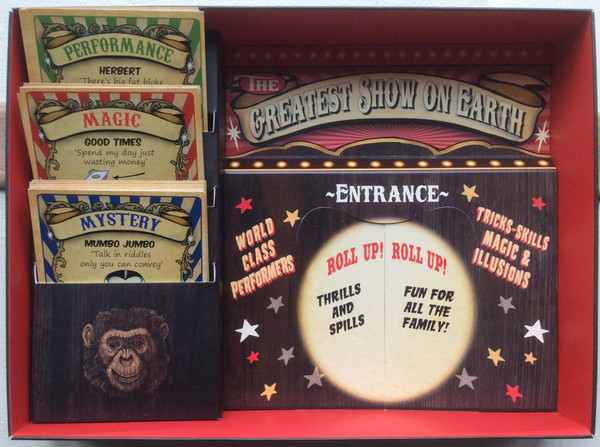 PERFORMANCE
HERBERT
'There's big fat bloke
MAGIC
GOOD TIMES
'Spend my day just
wasting money'
MYSTERY
MUMBO JUMBO
'Talk in riddles
only you can convey'
THE
GREATEST SHOW ON EARTH
~ENTRANCE~
WORLD
CLASS
PERFORMERS
ROLL UP! ROLL UP!
THRILLS
AND
SPILLS
FUN FOR
ALL THE
FAMILY!
TRICKS-SKILLS
MAGIC &
ILLUSIONS